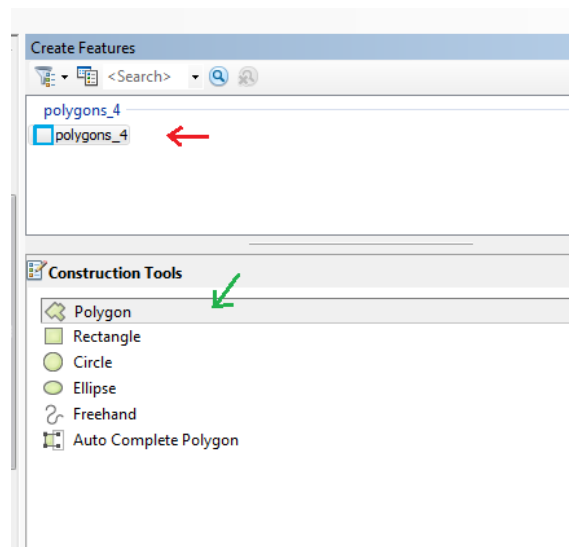 Create Features
<Search>
polygons_4
polygons_4
Construction Tools
Polygon
Rectangle
Circle
Ellipse
Freehand
Auto Complete Polygon